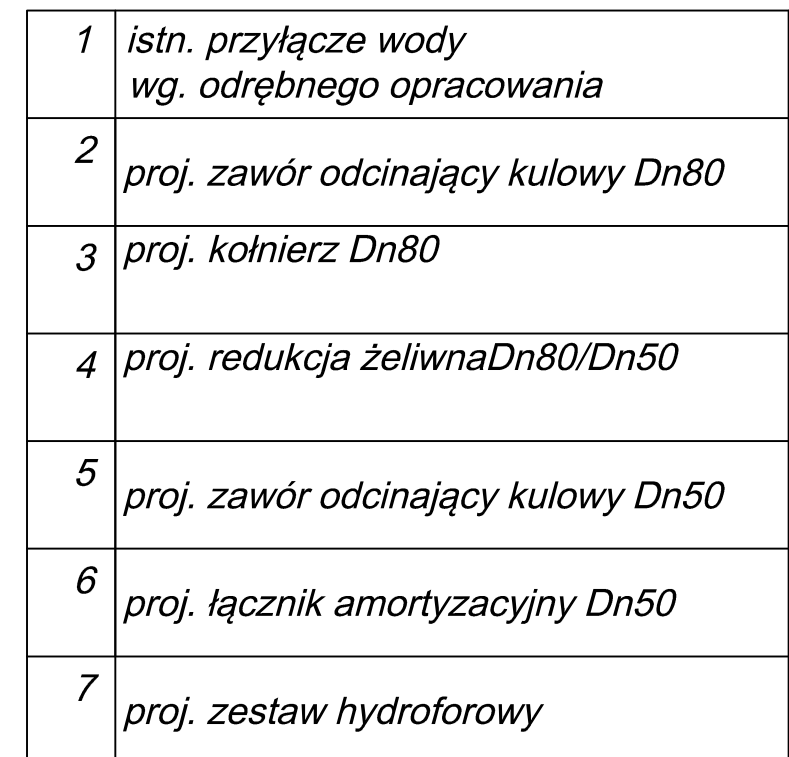 1 istn. przyłącze wody
wg. odrębnego opracowania
2 proj. zawór odcinający kulowy Dn80
3 proj. kołnierz Dn80
4 proj. redukcja żeliwnaDn80/Dn50
5 proj. zawór odcinający kulowy Dn50
6 proj. łącznik amortyzacyjny Dn50
7 proj. zestaw hydroforowy